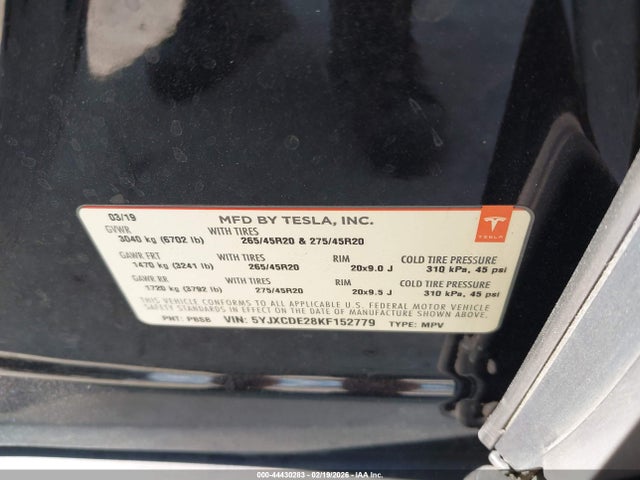 03/19 MFD BY TESLA, INC.
GVWR WITH TIRES
3040 kg (6702 lb) 265/45R20 & 275/45R20
GAWR FRT WITH TIRES RIM COLD TIRE PRESSURE
1470 kg (3241 lb) 265/45R20 20x9.0 J 310 kPa, 45 psi
GAWR RR WITH TIRES RIM COLD TIRE PRESSURE
1720 kg (3792 lb) 275/45R20 20x9.5 J 310 kPa, 45 psi
THIS VEHICLE CONFORMS TO ALL APPLICABLE U.S. FEDERAL MOTOR VEHICLE
SAFETY STANDARDS IN EFFECT ON THE DATE OF MANUFACTURE SHOWN ABOVE.
PNT: PBSB VIN: 5YJXCDE28KF152779 TYPE: MPV
TESLA
000-44430283 - 02/19/2026 - IAA Inc.